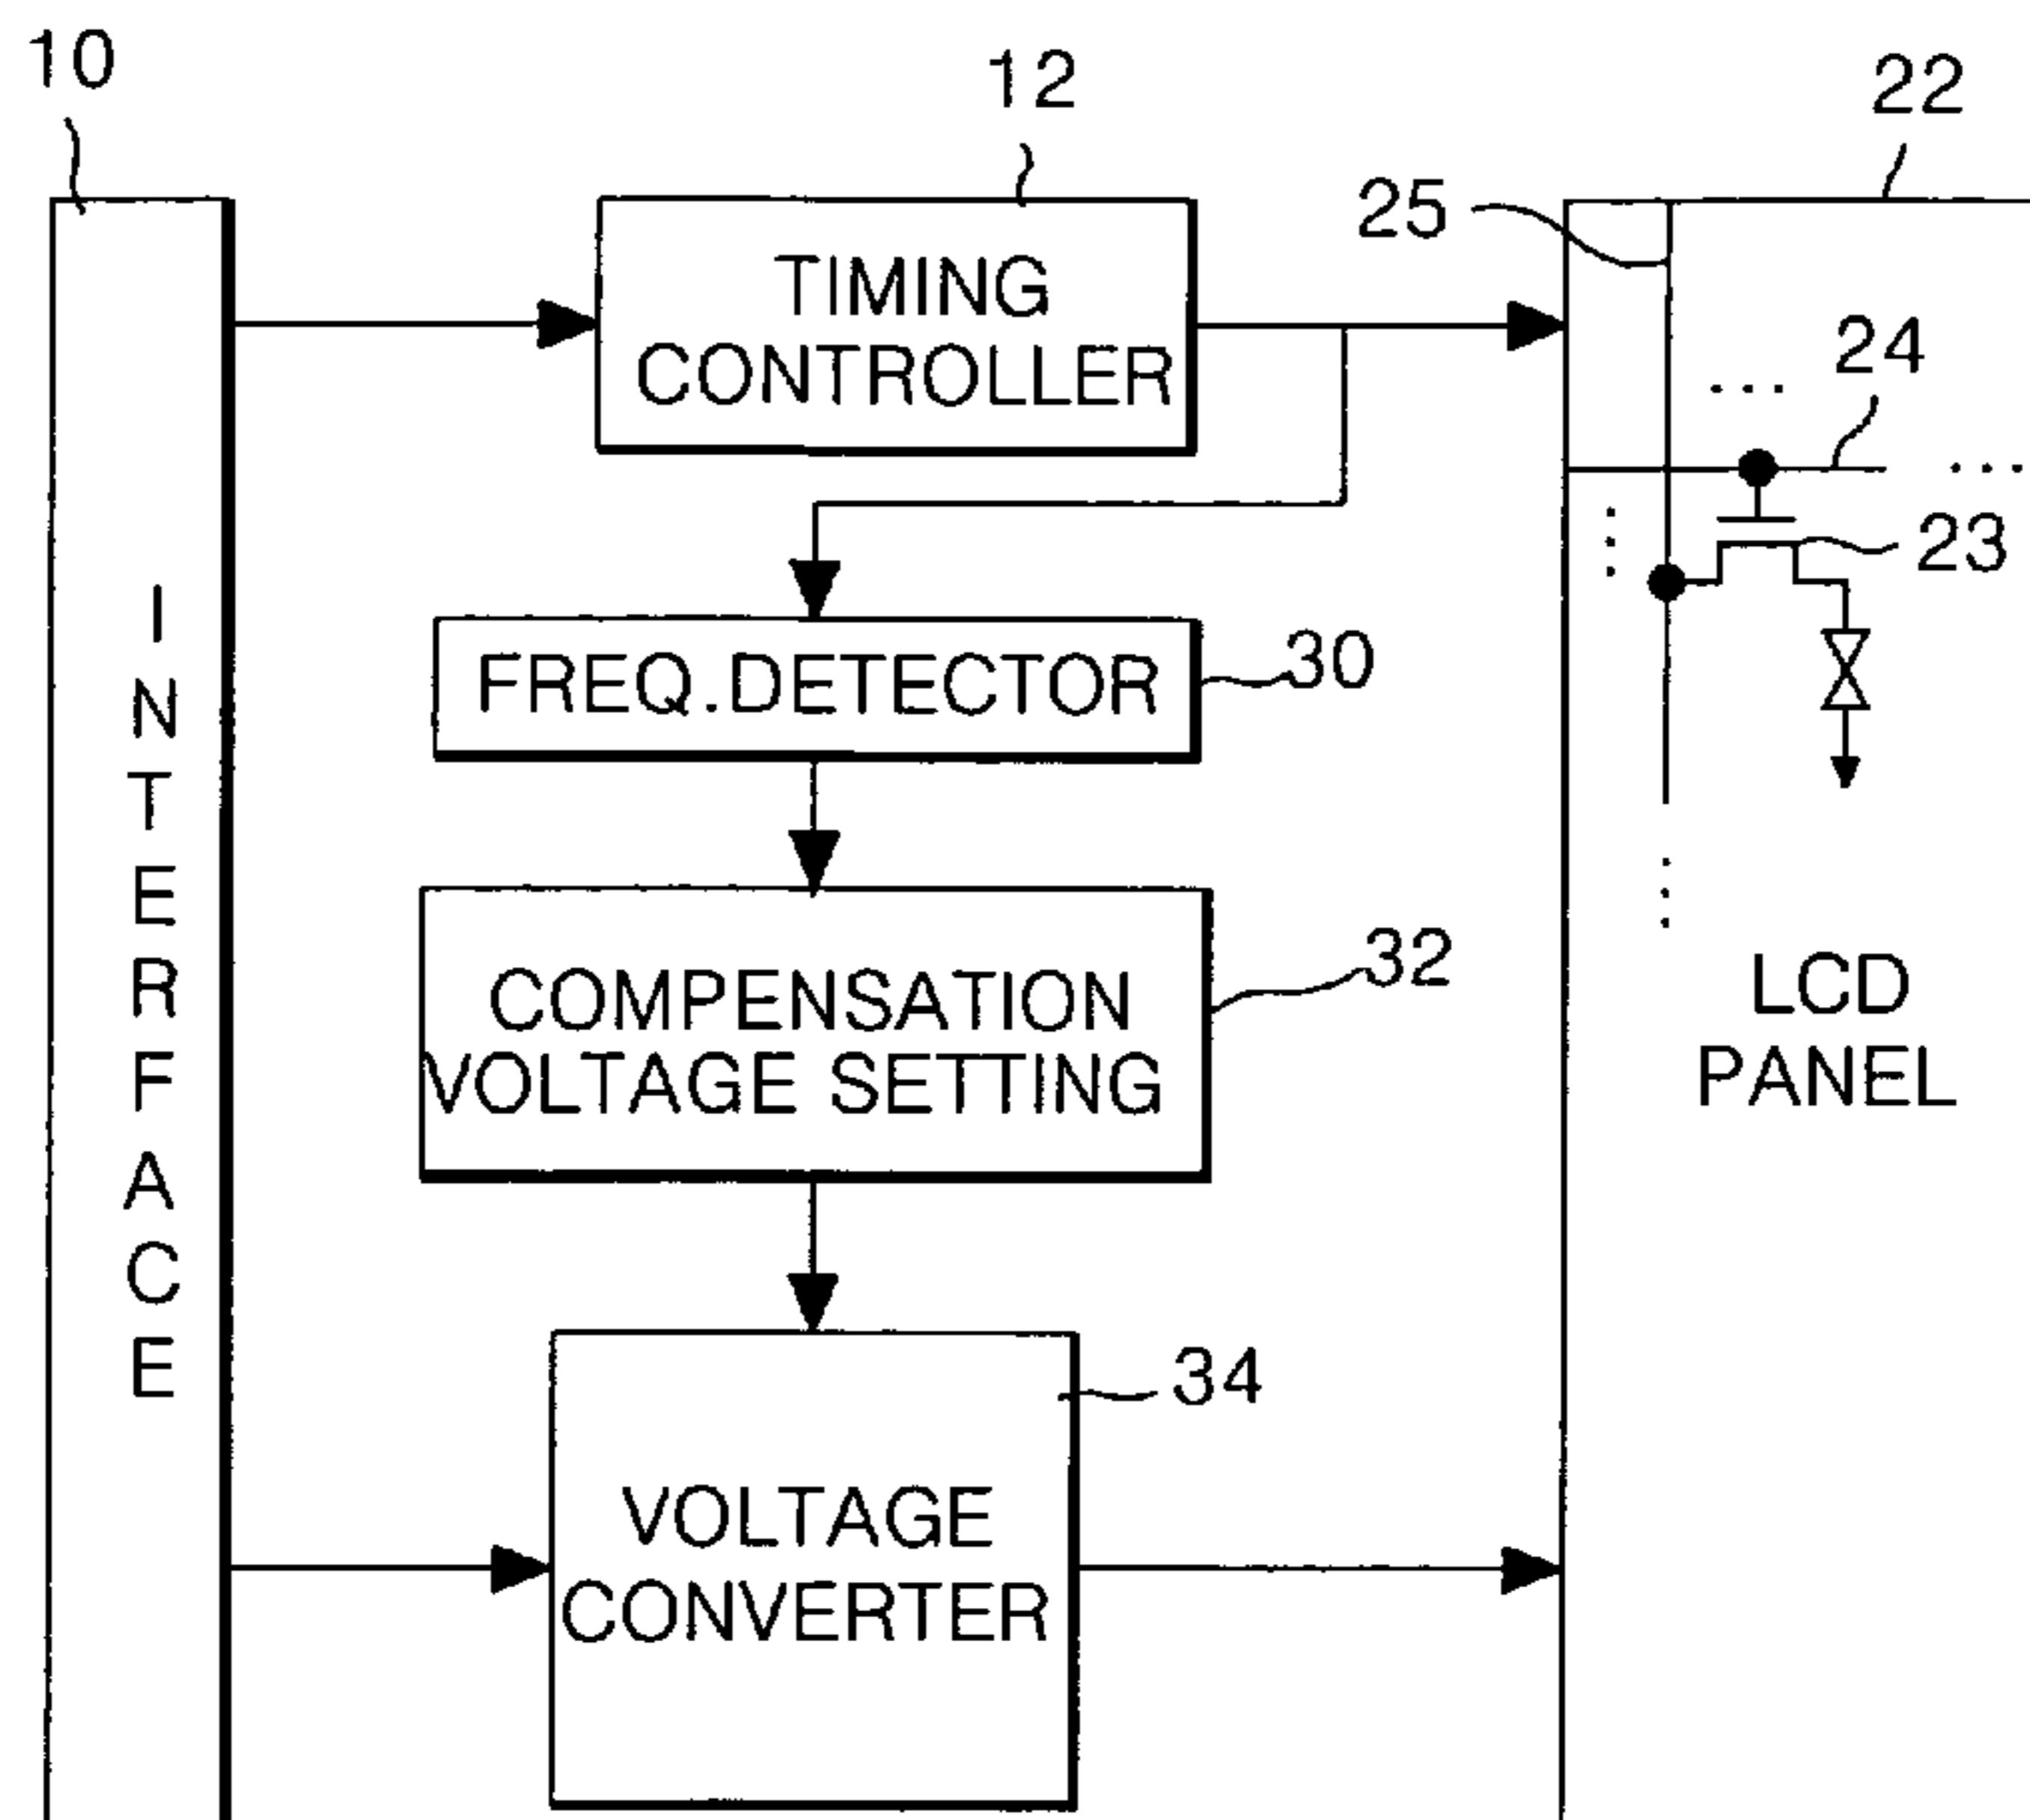 10
12
22
25
TIMING
CONTROLLER
24
23
INTERFACE
FREQ.DETECTOR
30
COMPENSATION
VOLTAGE SETTING
32
LCD
PANEL
34
VOLTAGE
CONVERTER